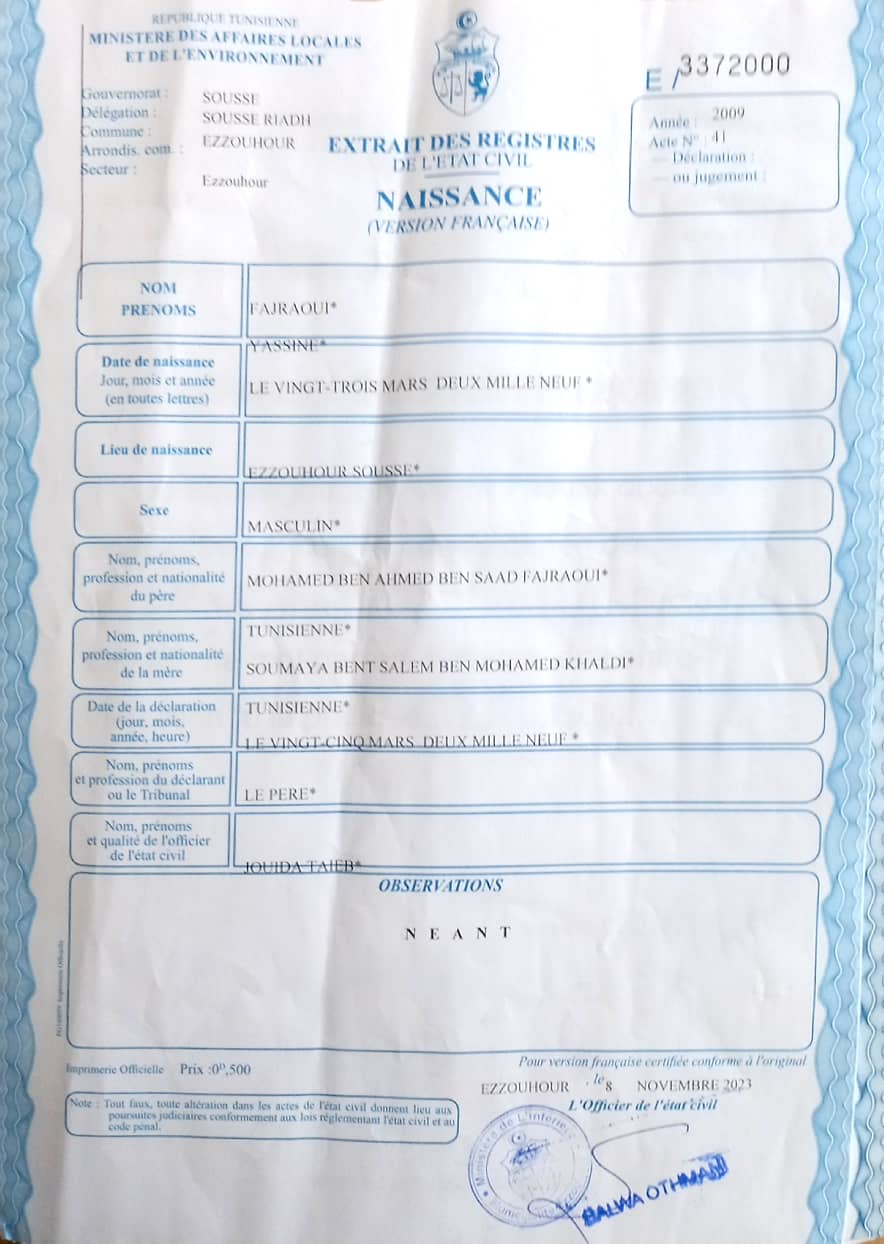 REPUBLIQUE TUNISIENNE
MINISTERE DES AFFAIRES LOCALES
ET DE L'ENVIRONNEMENT
Gouvernorat : SOUSSE
Délégation : SOUSSE RIADH
Commune : EZZOUHOUR
Arrondis. com. :
Secteur : Ezzouhour
EXTRAIT DES REGISTRES
DE L'ETAT CIVIL
NAISSANCE
(VERSION FRANÇAISE)
E / 3372000
Année : 2009
Acte N° : 41
— Déclaration :
— ou jugement :
NOM
PRENOMS
FAJRAOUI*
YASSINE*
Date de naissance
Jour, mois et année
(en toutes lettres)
LE VINGT-TROIS MARS DEUX MILLE NEUF *
Lieu de naissance
EZZOUHOUR SOUSSE*
Sexe
MASCULIN*
Nom, prénoms,
profession et nationalité
du père
MOHAMED BEN AHMED BEN SAAD FAJRAOUI*
TUNISIENNE*
Nom, prénoms,
profession et nationalité
de la mère
SOUMAYA BENT SALEM BEN MOHAMED KHALDI*
TUNISIENNE*
Date de la déclaration
(jour, mois,
année, heure)
LE VINGT-CINQ MARS DEUX MILLE NEUF *
Nom, prénoms
et profession du déclarant
ou le Tribunal
LE PERE*
Nom, prénoms
et qualité de l'officier
de l'état civil
JOUIDA TAIEB*
OBSERVATIONS
N E A N T
Imprimerie Officielle Prix :0ᴰ,500
Note : Tout faux, toute altération dans les actes de l'état civil donnent lieu aux
poursuites judiciaires conformement aux lois réglementant l'état civil et au
code pénal.
Pour version française certifiée conforme à l'original
EZZOUHOUR le 8 NOVEMBRE 2023
L'Officier de l'état civil
Ministère de L'intérieur
BALWA OTHMANI